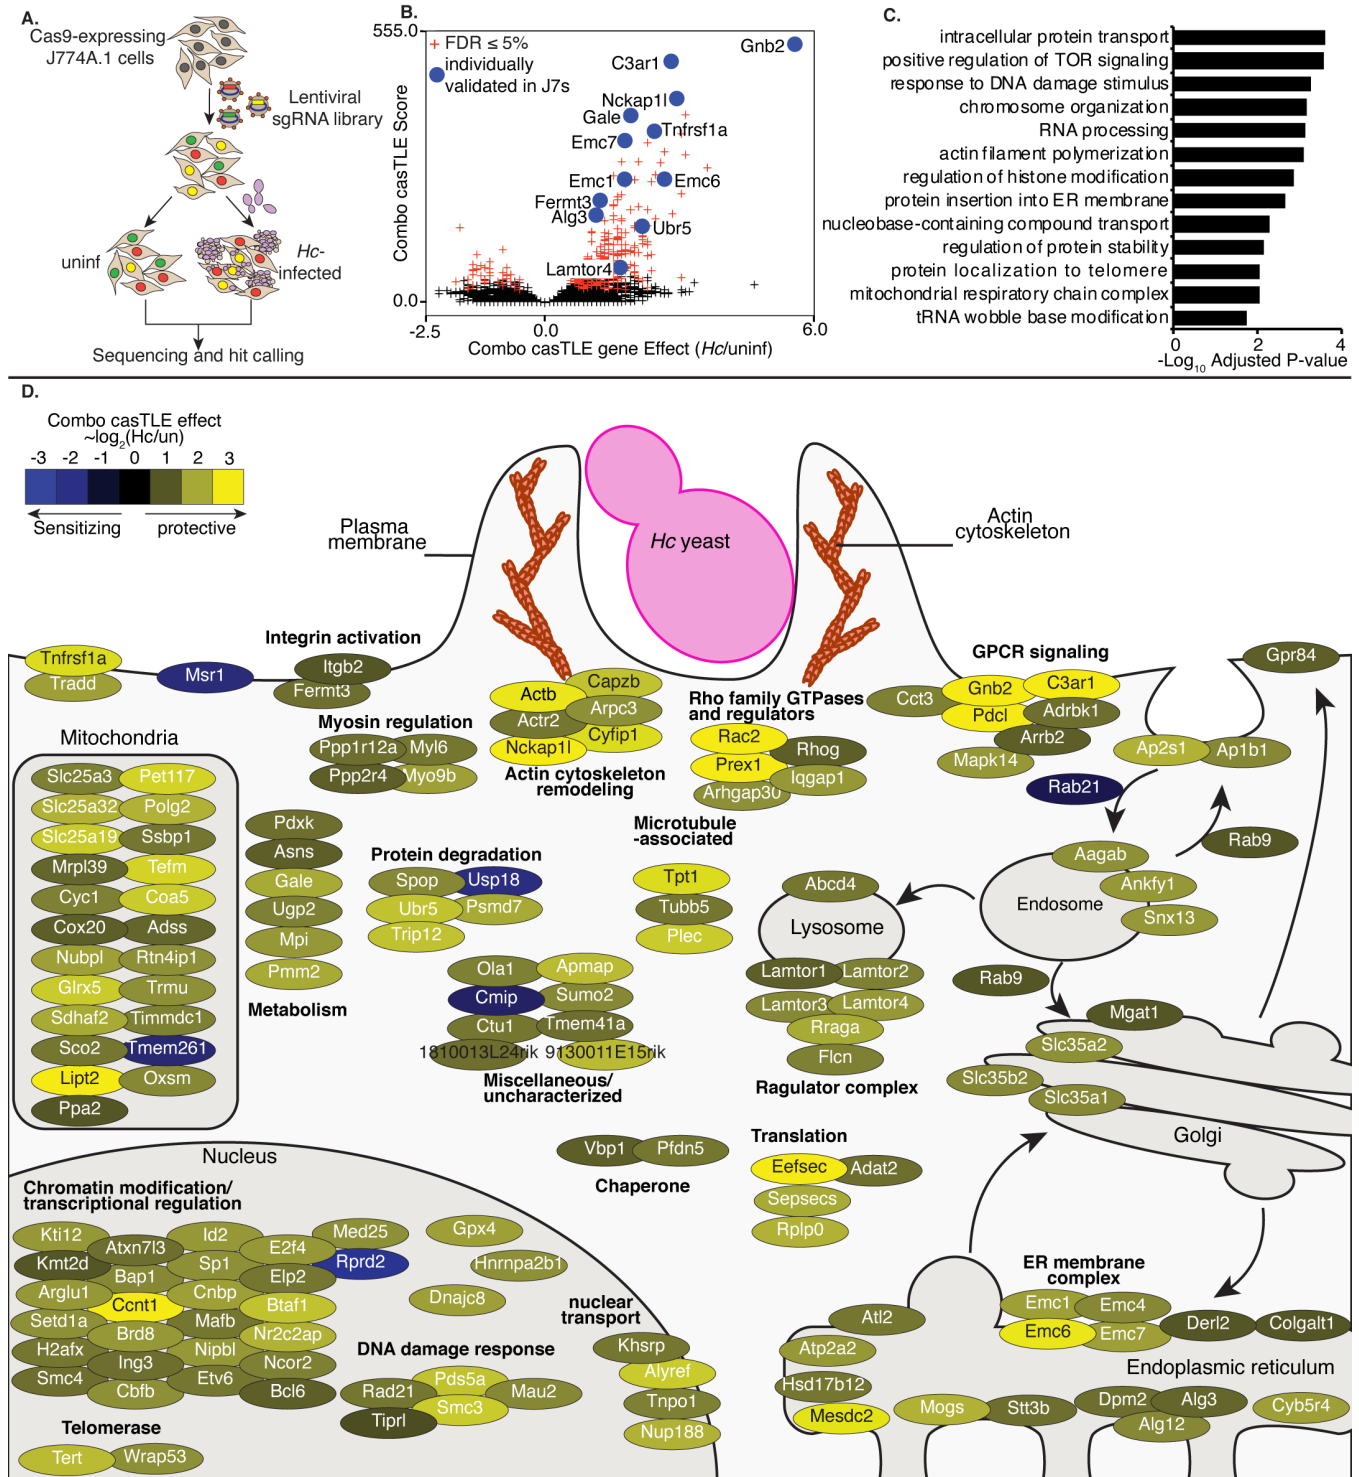 A.
Cas9-expressing
J774A.1 cells
Lentiviral
sgRNA library
uninf
Hc-
infected
Sequencing and hit calling
B.
555.0
Combo casTLE Score
0.0
+ FDR ≤ 5%
individually
validated in J7s
Gnb2
C3ar1
Nckap1l
Gale
Tnfrsf1a
Emc7
Emc1
Emc6
Fermt3
Alg3
Ubr5
Lamtor4
-2.5
0.0
6.0
Combo casTLE gene Effect (Hc/uninf)
C.
intracellular protein transport
positive regulation of TOR signaling
response to DNA damage stimulus
chromosome organization
RNA processing
actin filament polymerization
regulation of histone modification
protein insertion into ER membrane
nucleobase-containing compound transport
regulation of protein stability
protein localization to telomere
mitochondrial respiratory chain complex
tRNA wobble base modification
0 2 4
-Log10 Adjusted P-value
D.
Combo casTLE effect
~log2(Hc/un)
-3 -2 -1 0 1 2 3
Sensitizing
protective
Plasma
membrane
Hc yeast
Actin
cytoskeleton
Tnfrsf1a
Tradd
Msr1
Integrin activation
Itgb2
Fermt3
Myosin regulation
Ppp1r12a
Myl6
Ppp2r4
Myo9b
Actb
Capzb
Actr2
Arpc3
Nckap1l
Cyfip1
Actin cytoskeleton
remodeling
Rho family GTPases
and regulators
Rac2
Rhog
Prex1
Iqgap1
Arhgap30
GPCR signaling
Cct3
Gnb2
C3ar1
Pdcl
Adrbk1
Arrb2
Mapk14
Gpr84
Ap2s1
Ap1b1
Rab21
Rab9
Aagab
Ankfy1
Snx13
Endosome
Rab9
Mitochondria
Slc25a3
Pet117
Slc25a32
Polg2
Slc25a19
Ssbp1
Mrpl39
Tefm
Cyc1
Coa5
Cox20
Adss
Nubpl
Rtn4ip1
Glrx5
Trmu
Sdhaf2
Timmdc1
Sco2
Tmem261
Lipt2
Oxsm
Ppa2
Pdxk
Asns
Gale
Ugp2
Mpi
Pmm2
Metabolism
Protein degradation
Spop
Usp18
Ubr5
Psmd7
Trip12
Microtubule
-associated
Tpt1
Tubb5
Plec
Ola1
Apmap
Cmip
Sumo2
Ctu1
Tmem41a
1810013L24rik
9130011E15rik
Miscellaneous/
uncharacterized
Abcd4
Lysosome
Lamtor1
Lamtor2
Lamtor3
Lamtor4
Rraga
Flcn
Ragulator complex
Mgat1
Slc35a2
Slc35b2
Slc35a1
Golgi
Vbp1
Pfdn5
Chaperone
Translation
Eefsec
Adat2
Sepsecs
Rplp0
Nucleus
Chromatin modification/
transcriptional regulation
Kti12
Atxn7l3
Id2
E2f4
Med25
Kmt2d
Bap1
Sp1
Elp2
Rprd2
Arglu1
Ccnt1
Cnbp
Btaf1
Setd1a
Brd8
Mafb
Nr2c2ap
H2afx
Ing3
Nipbl
Ncor2
Smc4
Cbfb
Etv6
Bcl6
Gpx4
Hnrnpa2b1
Dnajc8
Telomerase
Tert
Wrap53
DNA damage response
Rad21
Pds5a
Mau2
Smc3
Tiprl
nuclear
transport
Khsrp
Alyref
Tnpo1
Nup188
ER membrane
complex
Emc1
Emc4
Emc6
Emc7
Derl2
Colgalt1
Endoplasmic reticulum
Atl2
Atp2a2
Hsd17b12
Mesdc2
Mogs
Stt3b
Dpm2
Alg3
Alg12
Cyb5r4